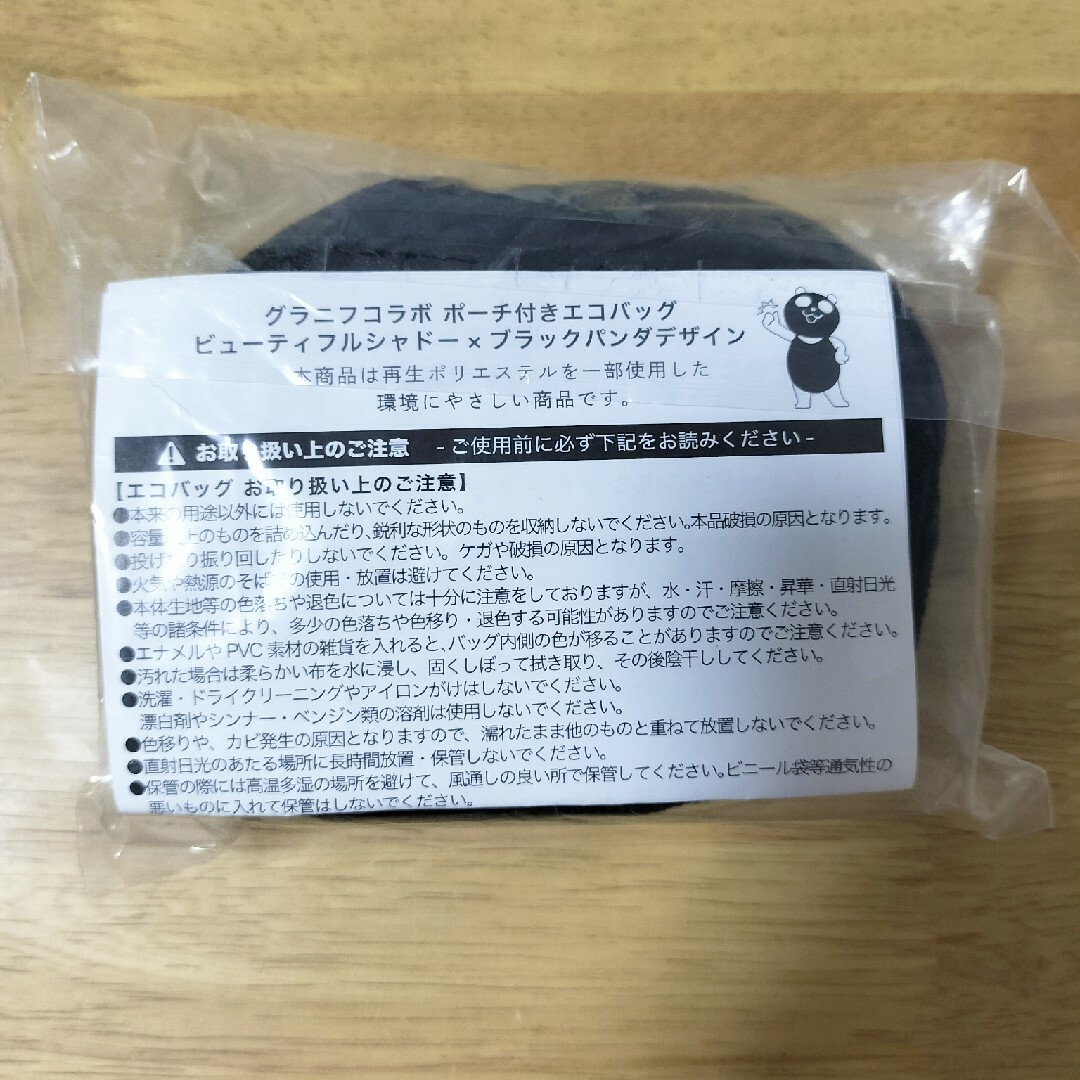 グラニフコラボ ポーチ付きエコバッグ
ビューティフルシャドー×ブラックパンダデザイン
本商品は再生ポリエステルを一部使用した
環境にやさしい商品です。
お取り扱い上のご注意 -ご使用前に必ず下記をお読みください-
【エコバッグ お取り扱い上のご注意】
●本来の用途以外には使用しないでください。
●容量以上のものを詰め込んだり、鋭利な形状のものを収納しないでください。本品破損の原因となります。
●投げたり振り回したりしないでください。ケガや破損の原因となります。
●火気や熱源のそばでの使用・放置は避けてください。
●本体生地等の色落ちや退色については十分に注意をしておりますが、水・汗・摩擦・昇華・直射日光
等の諸条件により、多少の色落ちや色移り・退色する可能性がありますのでご注意ください。
●エナメルやPVC素材の雑貨を入れると、バッグ内側の色が移ることがありますのでご注意ください。
●汚れた場合は柔らかい布を水に浸し、固くしぼって拭き取り、その後陰干ししてください。
●洗濯・ドライクリーニングやアイロンがけはしないでください。
漂白剤やシンナー・ベンジン類の溶剤は使用しないでください。
●色移りや、カビ発生の原因となりますので、濡れたまま他のものと重ねて放置しないでください。
●直射日光のあたる場所に長時間放置・保管しないでください。
●保管の際には高温多湿の場所を避けて、風通しの良い所で保管してください。ビニール袋等通気性の
悪いものに入れて保管はしないでください。